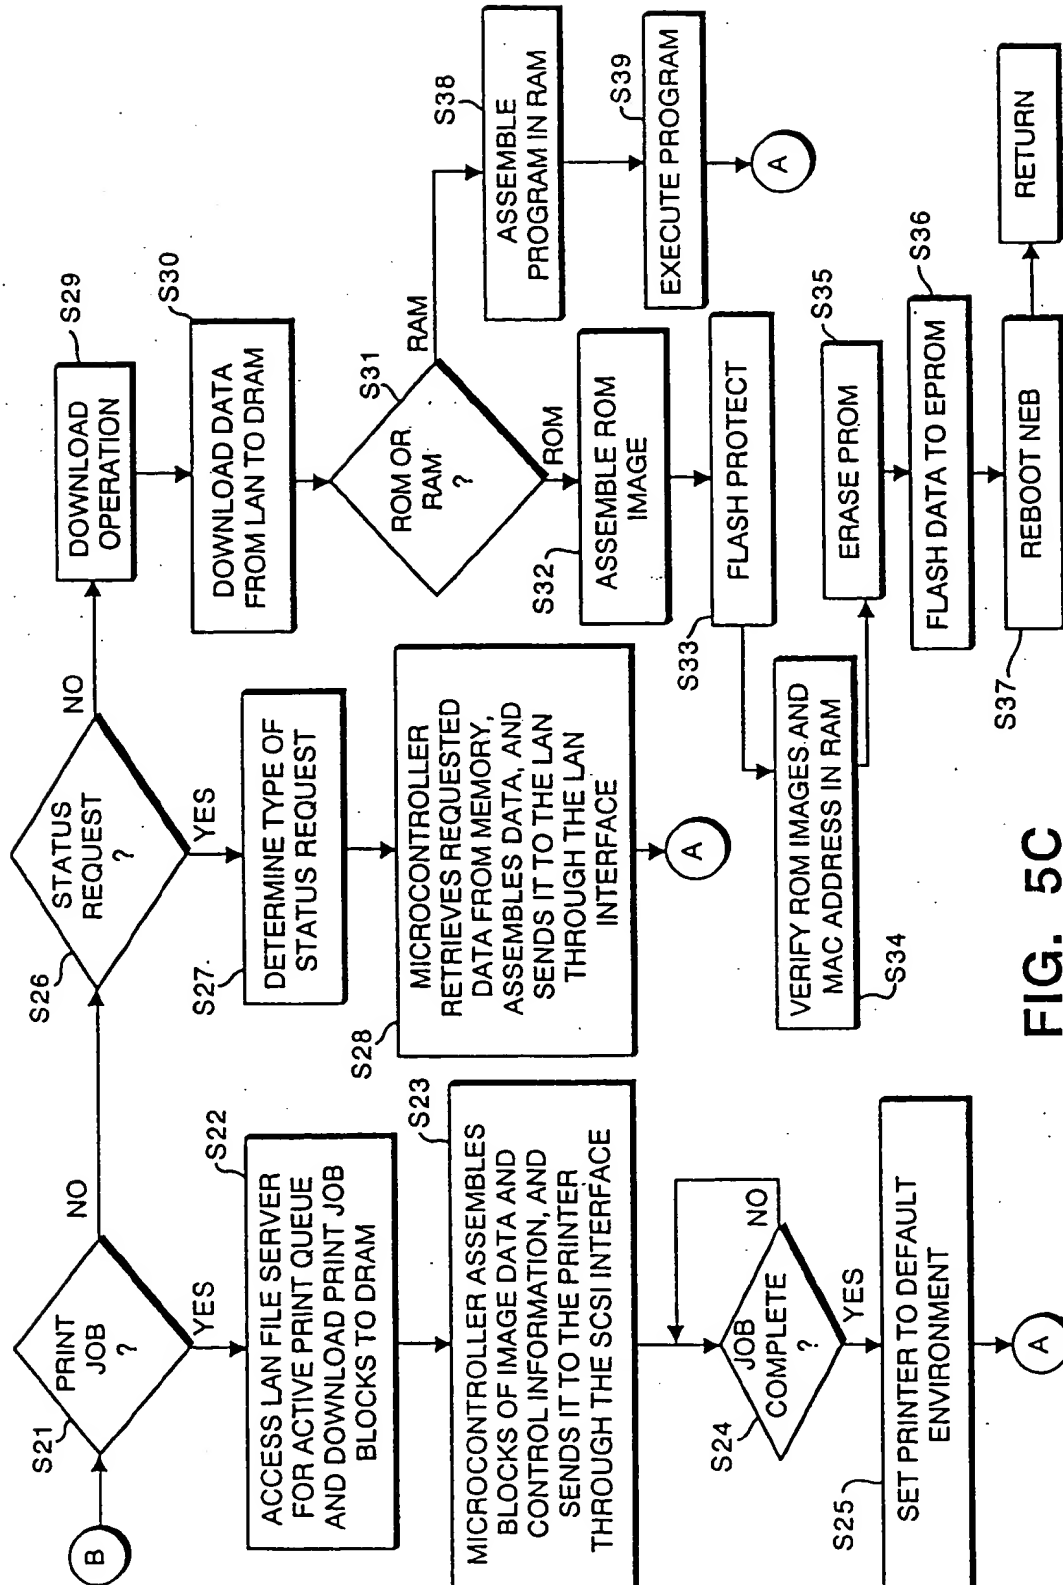 B
S21
PRINT
JOB
?
NO
YES
S22
ACCESS LAN FILE SERVER
FOR ACTIVE PRINT QUEUE
AND DOWNLOAD PRINT JOB
BLOCKS TO DRAM
S23
MICROCONTROLLER ASSEMBLES
BLOCKS OF IMAGE DATA AND
CONTROL INFORMATION, AND
SENDS IT TO THE PRINTER
THROUGH THE SCSI INTERFACE
S24
JOB
COMPLETE
?
NO
YES
S25
SET PRINTER TO DEFAULT
ENVIRONMENT
A
S26
STATUS
REQUEST
?
NO
YES
S27
DETERMINE TYPE OF
STATUS REQUEST
S28
MICROCONTROLLER
RETRIEVES REQUESTED
DATA FROM MEMORY,
ASSEMBLES DATA, AND
SENDS IT TO THE LAN
THROUGH THE LAN
INTERFACE
A
S29
DOWNLOAD
OPERATION
S30
DOWNLOAD DATA
FROM LAN TO DRAM
S31
ROM OR
RAM
?
RAM
ROM
S32
ASSEMBLE ROM
IMAGE
S33
FLASH PROTECT
VERIFY ROM IMAGES AND
MAC ADDRESS IN RAM
S34
S35
ERASE PROM
S36
FLASH DATA TO EPROM
S37
REBOOT NEB
RETURN
S38
ASSEMBLE
PROGRAM IN RAM
S39
EXECUTE PROGRAM
A
FIG. 5C